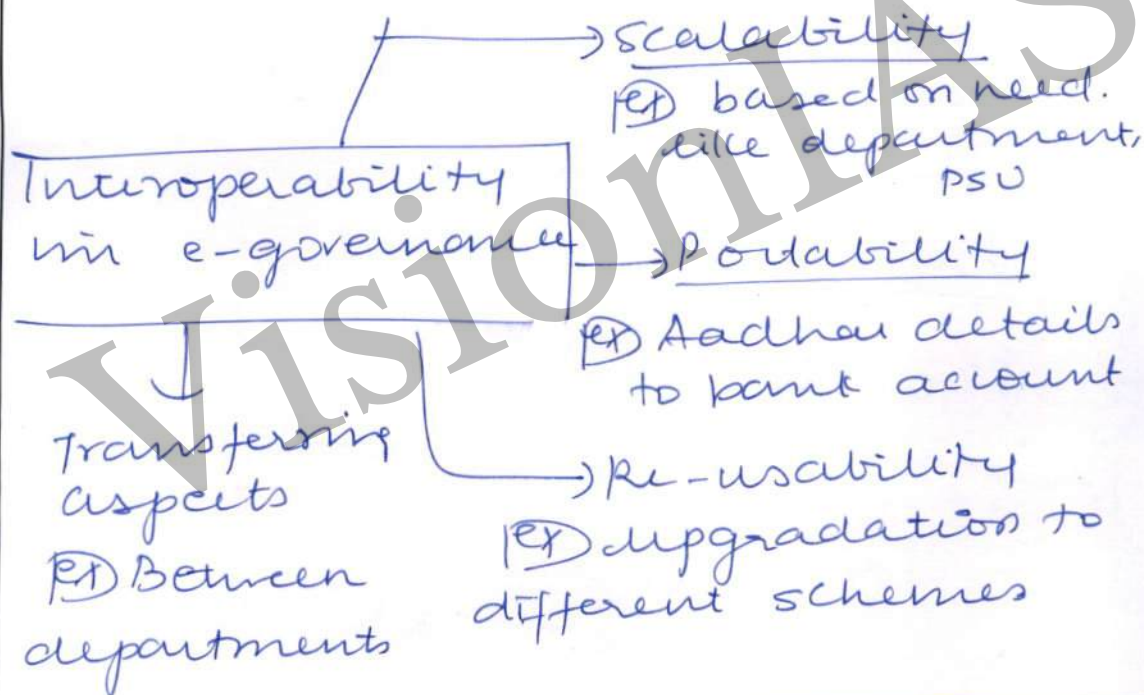 → Scalability
ex based on need.
like department,
PSU
Interoperability
in e-governance
→ Portability
ex Aadhar details
to bank account
Transferring
aspects
ex Between
departments
→ Re-usability
ex Upgradation to
different schemes
VisionIAS